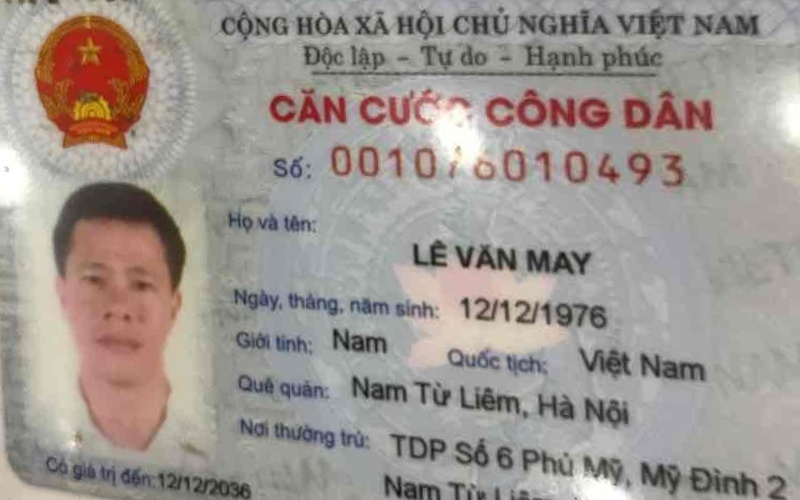 CỘNG HÒA XÃ HỘI CHỦ NGHĨA VIỆT NAM
Độc lập - Tự do - Hạnh phúc
CĂN CƯỚC CÔNG DÂN
Số: 001076010493
Họ và tên:
LÊ VĂN MAY
Ngày, tháng, năm sinh: 12/12/1976
Giới tính: Nam Quốc tịch: Việt Nam
Quê quán: Nam Từ Liêm, Hà Nội
Nơi thường trú: TDP Số 6 Phú Mỹ, Mỹ Đình 2
Nam Từ
Có giá trị đến: 12/12/2036